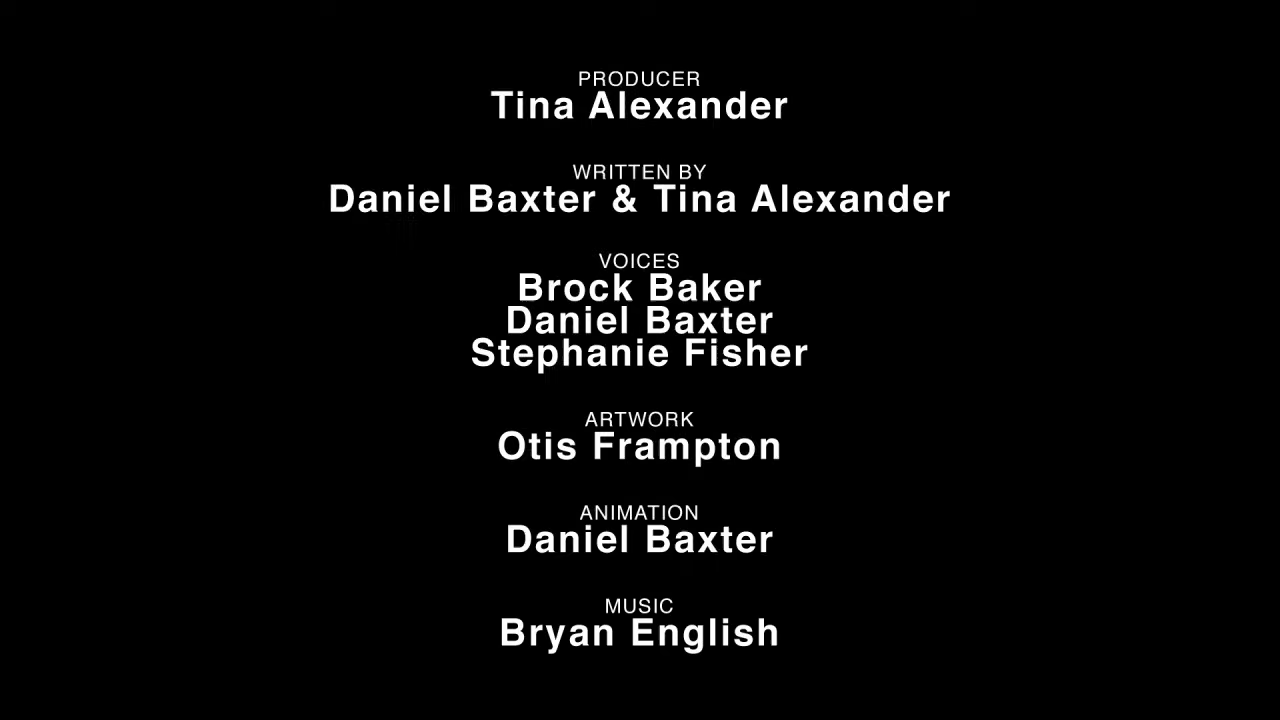 PRODUCER
Tina Alexander
WRITTEN BY
Daniel Baxter & Tina Alexander
VOICES
Brock Baker
Daniel Baxter
Stephanie Fisher
ARTWORK
Otis Frampton
ANIMATION
Daniel Baxter
MUSIC
Bryan English